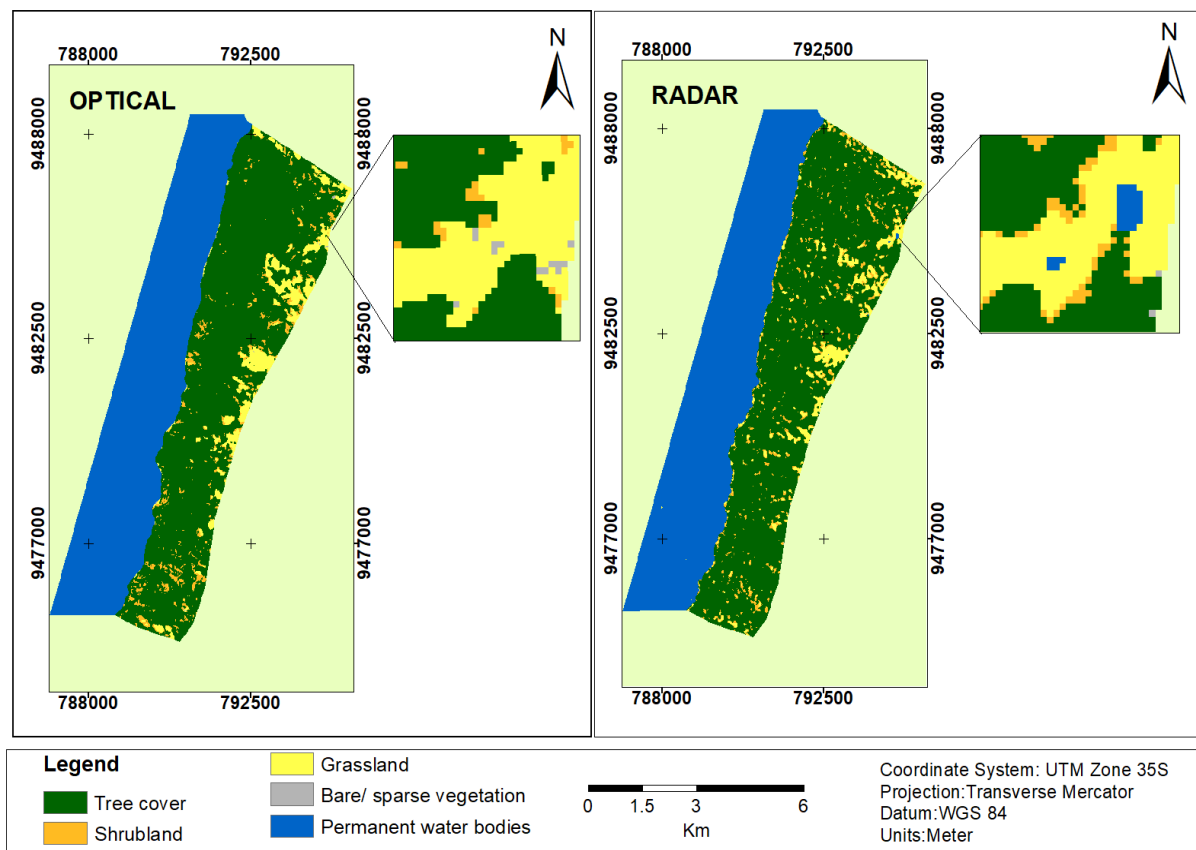 788000 792500
N
OPTICAL
9488000 9488000
9482500 9482500
9477000 9477000
788000 792500
788000 792500
N
RADAR
9488000 9488000
9482500 9482500
9477000 9477000
788000 792500
Legend
Tree cover
Shrubland
Grassland
Bare/ sparse vegetation
Permanent water bodies
0 1.5 3 6
Km
Coordinate System: UTM Zone 35S
Projection:Transverse Mercator
Datum:WGS 84
Units:Meter